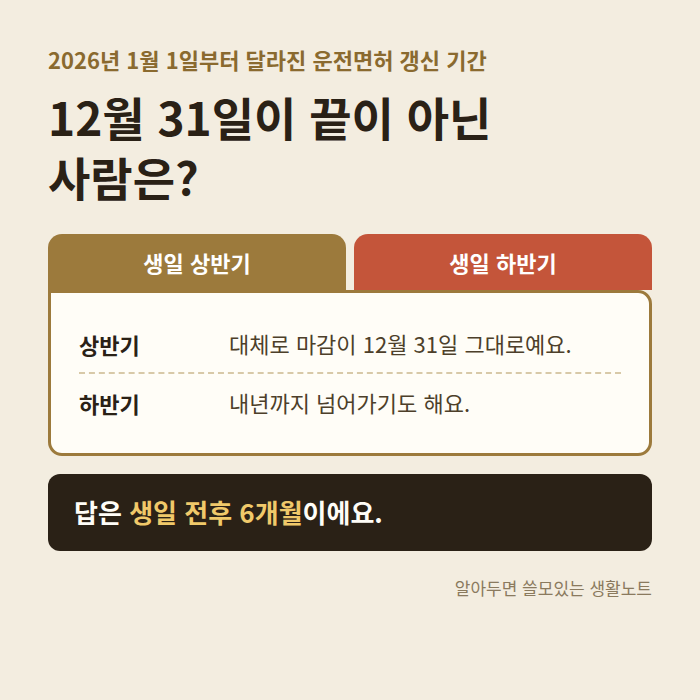 2026년 1월 1일부터 달라진 운전면허 갱신 기간
12월 31일이 끝이 아닌
사람은?
생일 상반기
생일 하반기
상반기 대체로 마감이 12월 31일 그대로예요.
하반기 내년까지 넘어가기도 해요.
답은 생일 전후 6개월이에요.
알아두면 쓸모있는 생활노트